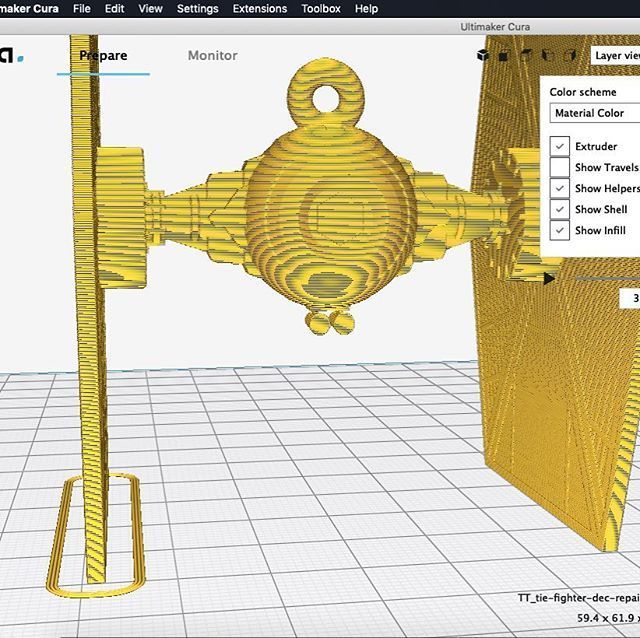 maker Cura File Edit View Settings Extensions Toolbox Help
Ultimaker Cura
a. Prepare Monitor
Layer vie
Color scheme
Material Color
Extruder
Show Travels
Show Helpers
Show Shell
Show Infill
3
TT_tie-fighter-dec-repai
59.4 x 61.9 x